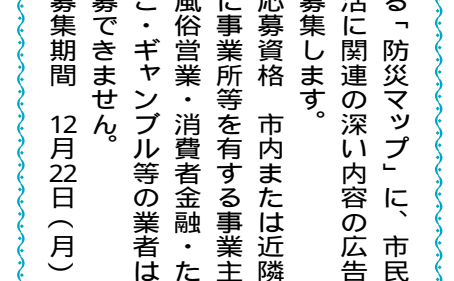 る「防災マップ」に、市民
活に関連の深い内容の広告
募集します。
応募資格　市内または近隣
に事業所等を有する事業主
風俗営業・消費者金融・た
こ・ギャンブル等の業者は
募できません。
募集期間　12月22日（月）